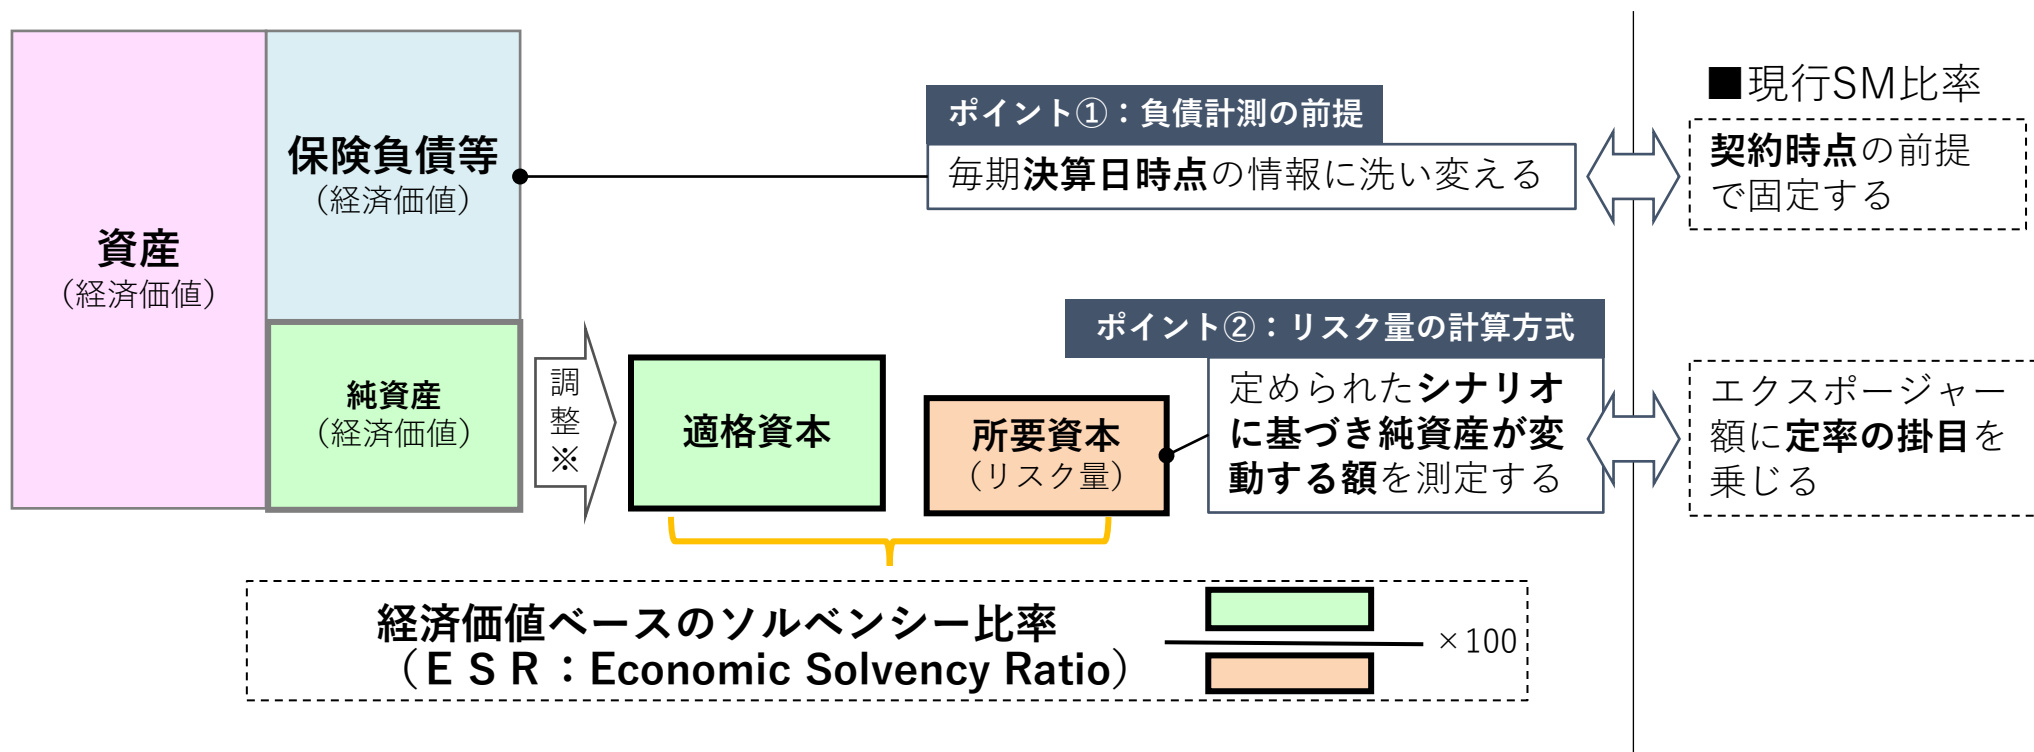 資産
（経済価値）
保険負債等
（経済価値）
純資産
（経済価値）
調
整
※
適格資本
所要資本
（リスク量）
ポイント①：負債計測の前提
毎期決算日時点の情報に洗い変える
ポイント②：リスク量の計算方式
定められたシナリオ
に基づき純資産が変
動する額を測定する
■現行SM比率
契約時点の前提
で固定する
エクスポージャー
額に定率の掛目を
乗じる
経済価値ベースのソルベンシー比率
（ＥＳＲ：Economic Solvency Ratio）
×100